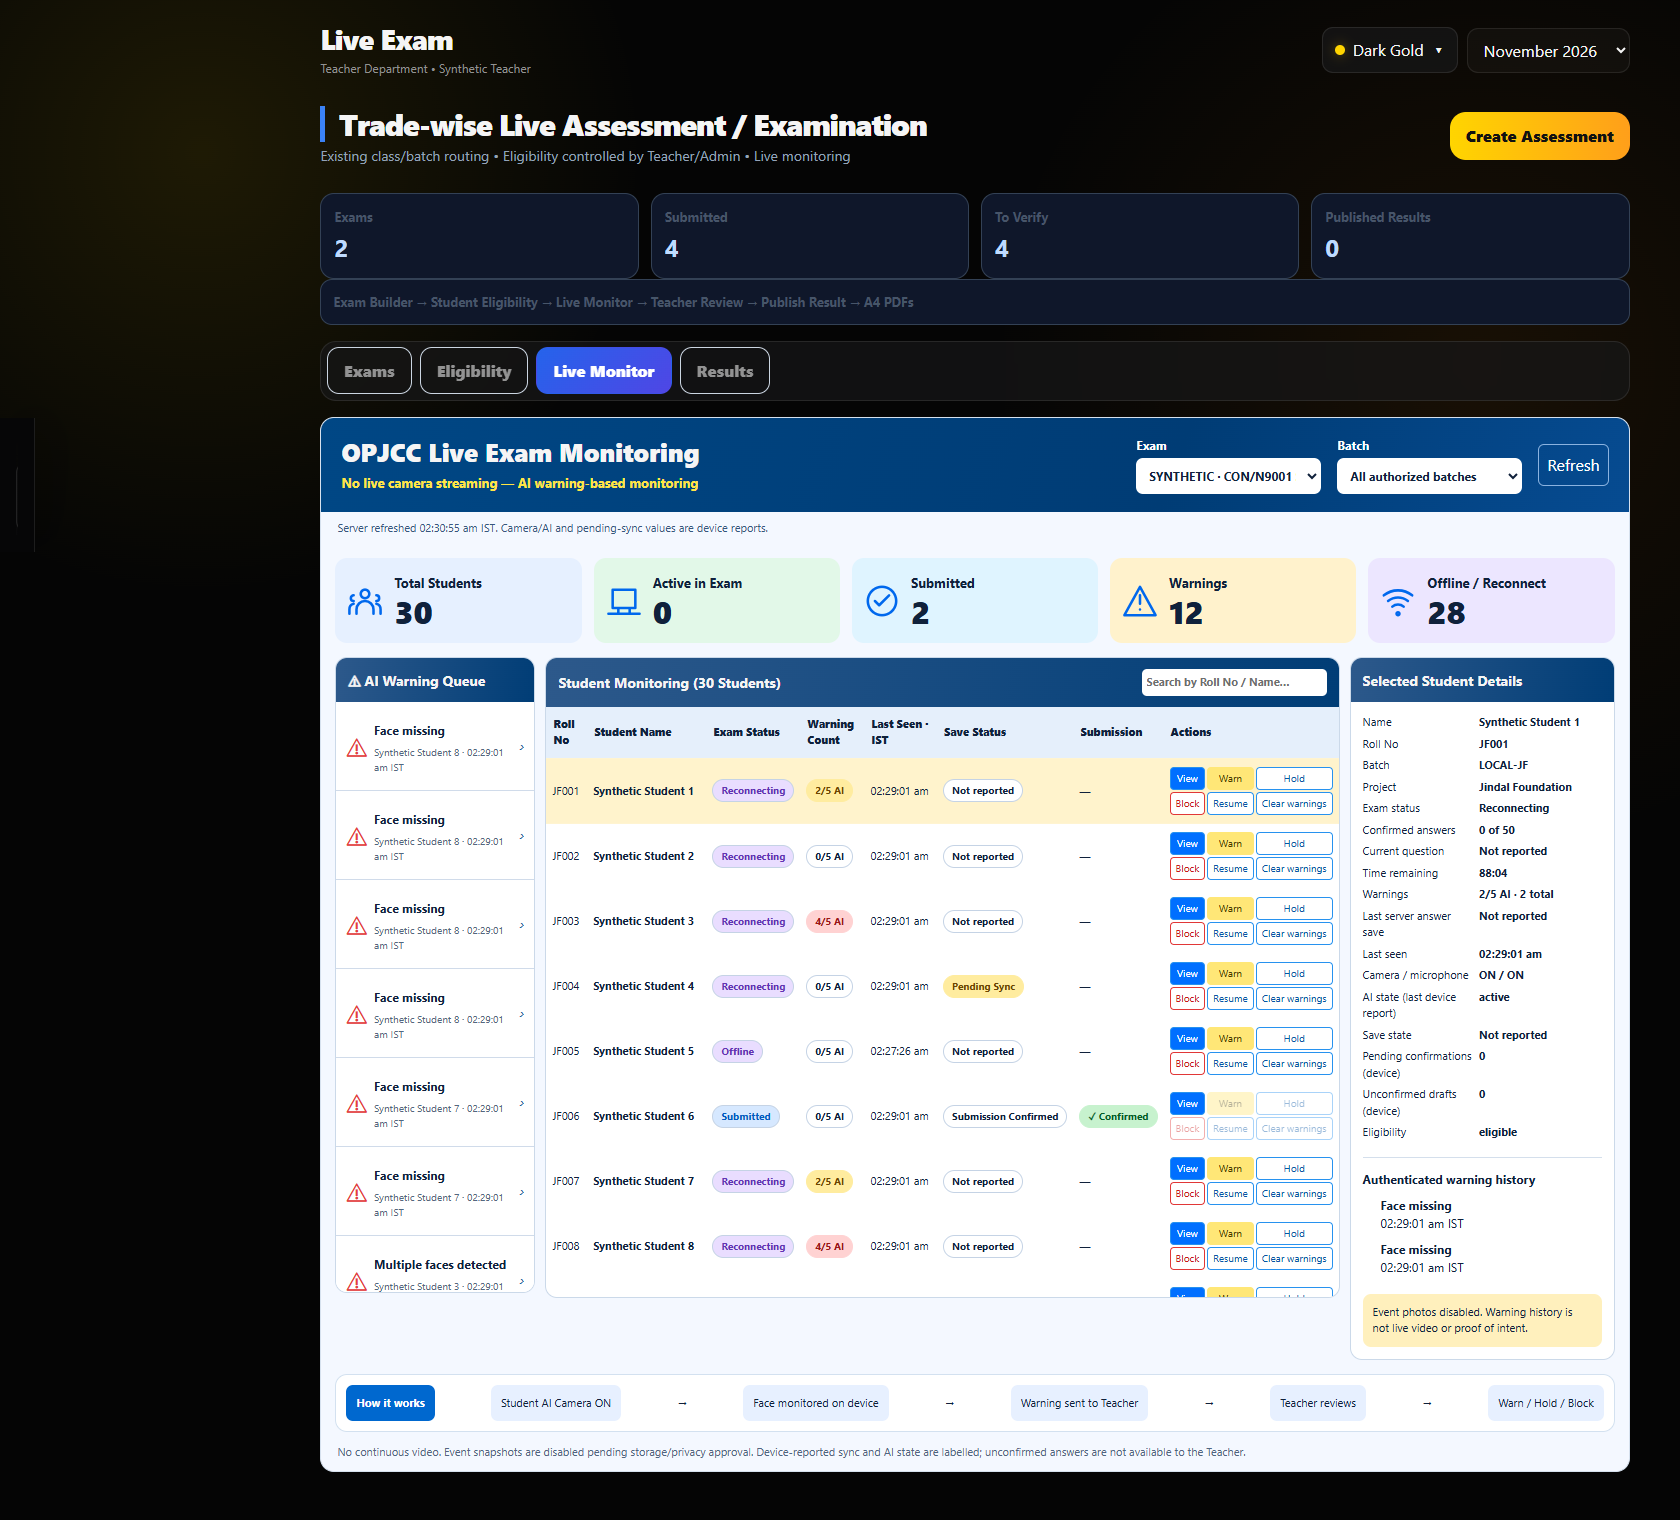 Live Exam
Teacher Department • Synthetic Teacher
Dark Gold ▾
November 2026
Trade-wise Live Assessment / Examination
Existing class/batch routing • Eligibility controlled by Teacher/Admin • Live monitoring
Create Assessment
Exams
2
Submitted
4
To Verify
4
Published Results
0
Exam Builder → Student Eligibility → Live Monitor → Teacher Review → Publish Result → A4 PDFs
Exams
Eligibility
Live Monitor
Results
OPJCC Live Exam Monitoring
No live camera streaming — AI warning-based monitoring
Exam
SYNTHETIC · CON/N9001
Batch
All authorized batches
Refresh
Server refreshed 02:30:55 am IST. Camera/AI and pending-sync values are device reports.
Total Students
30
Active in Exam
0
Submitted
2
Warnings
12
Offline / Reconnect
28
⚠ AI Warning Queue
Face missing
Synthetic Student 8 · 02:29:01
am IST
Face missing
Synthetic Student 8 · 02:29:01
am IST
Face missing
Synthetic Student 8 · 02:29:01
am IST
Face missing
Synthetic Student 8 · 02:29:01
am IST
Face missing
Synthetic Student 7 · 02:29:01
am IST
Face missing
Synthetic Student 7 · 02:29:01
am IST
Multiple faces detected
Synthetic Student 3 · 02:29:01
Student Monitoring (30 Students)
Search by Roll No / Name...
Roll No Student Name Exam Status Warning Count Last Seen · IST Save Status Submission Actions
JF001 Synthetic Student 1 Reconnecting 2/5 AI 02:29:01 am Not reported — View Warn Hold
Block Resume Clear warnings
JF002 Synthetic Student 2 Reconnecting 0/5 AI 02:29:01 am Not reported — View Warn Hold
Block Resume Clear warnings
JF003 Synthetic Student 3 Reconnecting 4/5 AI 02:29:01 am Not reported — View Warn Hold
Block Resume Clear warnings
JF004 Synthetic Student 4 Reconnecting 0/5 AI 02:29:01 am Pending Sync — View Warn Hold
Block Resume Clear warnings
JF005 Synthetic Student 5 Offline 0/5 AI 02:27:26 am Not reported — View Warn Hold
Block Resume Clear warnings
JF006 Synthetic Student 6 Submitted 0/5 AI 02:29:01 am Submission Confirmed ✓ Confirmed View Warn Hold
Block Resume Clear warnings
JF007 Synthetic Student 7 Reconnecting 2/5 AI 02:29:01 am Not reported — View Warn Hold
Block Resume Clear warnings
JF008 Synthetic Student 8 Reconnecting 4/5 AI 02:29:01 am Not reported — View Warn Hold
Block Resume Clear warnings
Selected Student Details
Name Synthetic Student 1
Roll No JF001
Batch LOCAL-JF
Project Jindal Foundation
Exam status Reconnecting
Confirmed answers 0 of 50
Current question Not reported
Time remaining 88:04
Warnings 2/5 AI · 2 total
Last server answer save Not reported
Last seen 02:29:01 am
Camera / microphone ON / ON
AI state (last device report) active
Save state Not reported
Pending confirmations (device) 0
Unconfirmed drafts (device) 0
Eligibility eligible
Authenticated warning history
Face missing
02:29:01 am IST
Face missing
02:29:01 am IST
Event photos disabled. Warning history is
not live video or proof of intent.
How it works
Student AI Camera ON → Face monitored on device → Warning sent to Teacher → Teacher reviews → Warn / Hold / Block
No continuous video. Event snapshots are disabled pending storage/privacy approval. Device-reported sync and AI state are labelled; unconfirmed answers are not available to the Teacher.